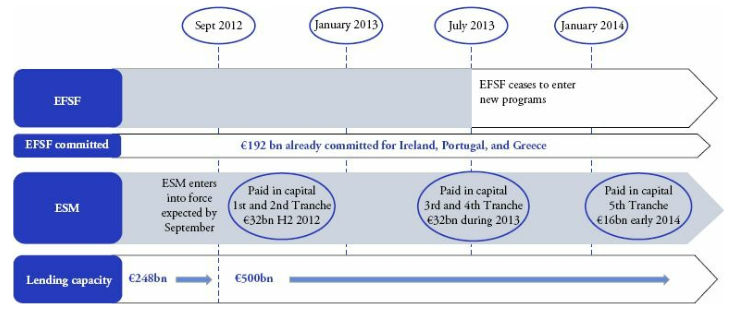 Sept 2012
January 2013
July 2013
January 2014
EFSF
EFSF ceases to enter
new programs
EFSF committed
€192 bn already committed for Ireland, Portugal, and Greece
ESM
ESM enters
into force
expected by
September
Paid in capital
1st and 2nd Tranche
€32bn H2 2012
Paid in capital
3rd and 4th Tranche
€32bn during 2013
Paid in capital
5th Tranche
€16bn early 2014
Lending capacity
€248bn
€500bn